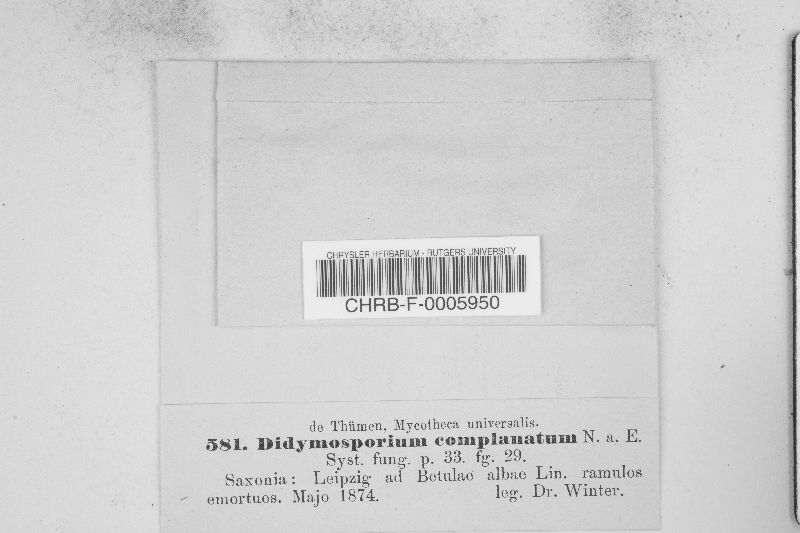 CHRYSLER HERBARIUM - RUTGERS UNIVERSITY
CHRB-F-0005950
de Thümen, Mycotheca universalis.
581. Didymosporium complanatum N. a. E.
Syst. fung. p. 33. fg. 29.
Saxonia: Leipzig ad Betulae albae Lin. ramulos
emortuos. Majo 1874. leg. Dr. Winter.